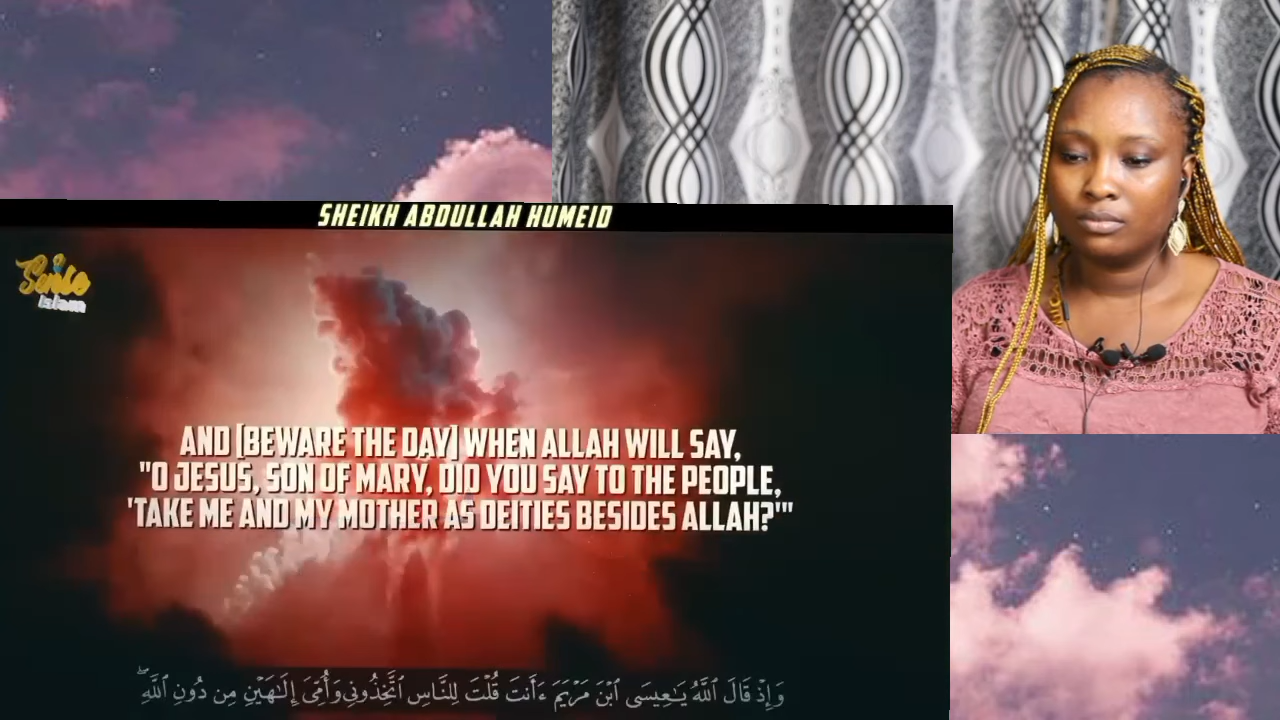 SHEIKH ABDULLAH HUMEID
Sense
Islam
AND [BEWARE THE DAY] WHEN ALLAH WILL SAY,
"O JESUS, SON OF MARY, DID YOU SAY TO THE PEOPLE,
'TAKE ME AND MY MOTHER AS DEITIES BESIDES ALLAH?'"
وَإِذْ قَالَ ٱللَّهُ يَـٰعِيسَى ٱبْنَ مَرْيَمَ ءَأَنتَ قُلْتَ لِلنَّاسِ ٱتَّخِذُونِى وَأُمِّىَ إِلَـٰهَيْنِ مِن دُونِ ٱللَّهِ ۖ